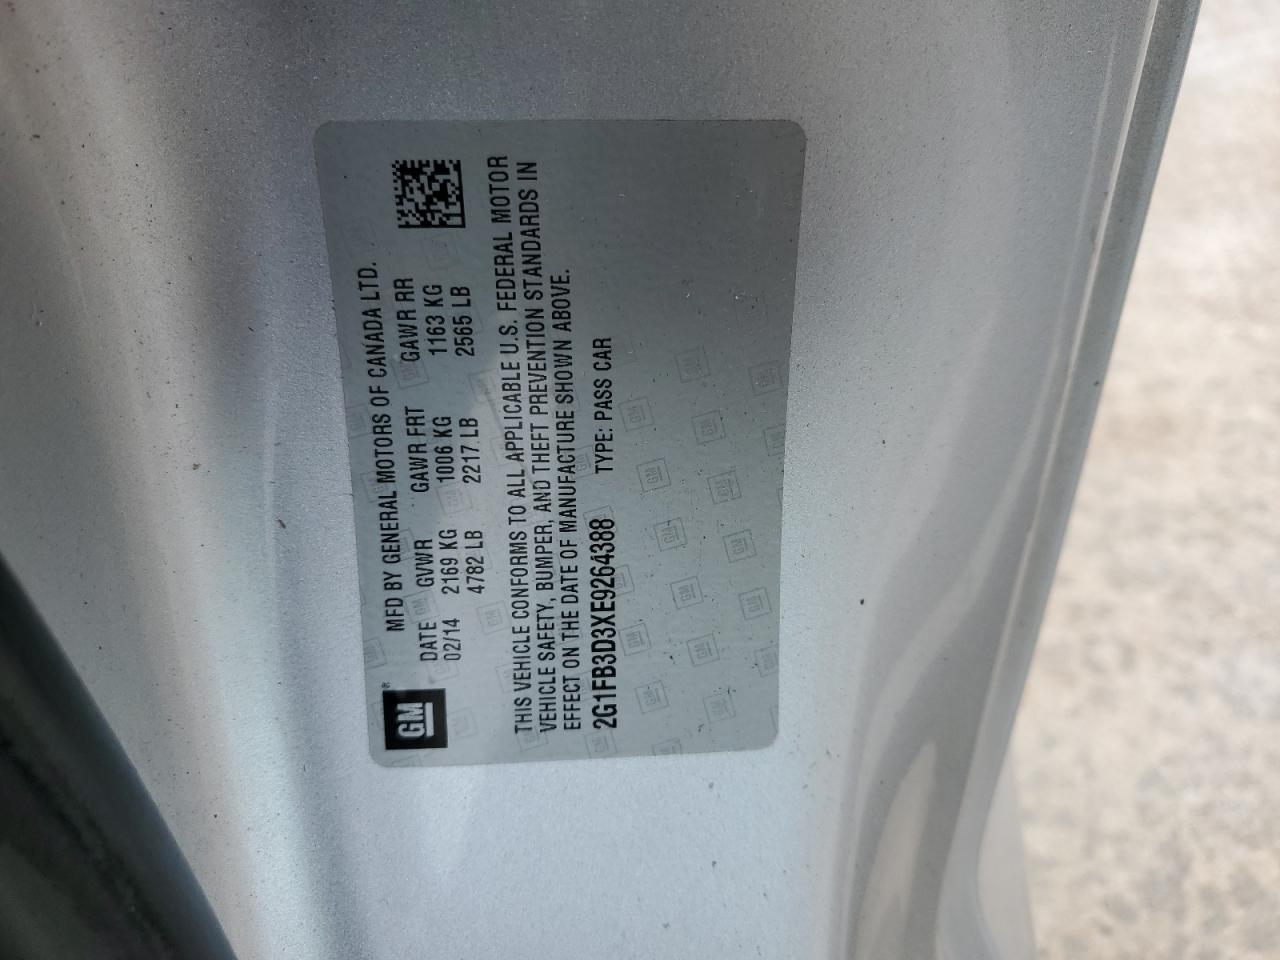 GM®
MFD BY GENERAL MOTORS OF CANADA LTD.
DATE GVWR GAWR FRT GAWR RR
02/14 2169 KG 1006 KG 1163 KG
4782 LB 2217 LB 2565 LB
THIS VEHICLE CONFORMS TO ALL APPLICABLE U.S. FEDERAL MOTOR
VEHICLE SAFETY, BUMPER, AND THEFT PREVENTION STANDARDS IN
EFFECT ON THE DATE OF MANUFACTURE SHOWN ABOVE.
2G1FB3D3XE9264388 TYPE: PASS CAR